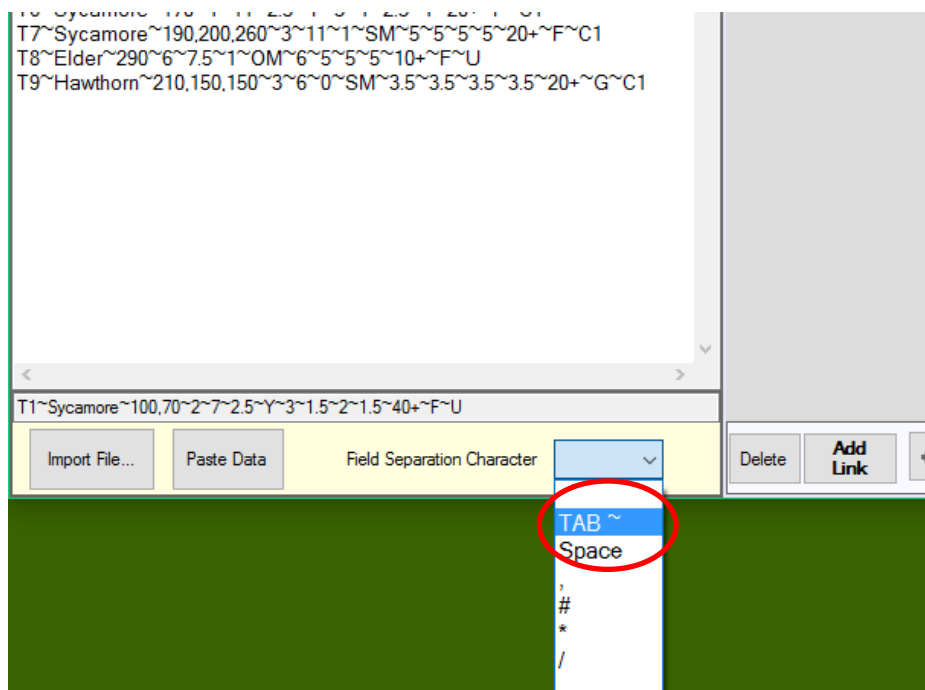 T7~Sycamore~190,200,260~3~11~1~SM~5~5~5~5~20+~F~C1
T8~Elder~290~6~7.5~1~OM~6~5~5~5~10+~F~U
T9~Hawthorn~210,150,150~3~6~0~SM~3.5~3.5~3.5~3.5~20+~G~C1
T1~Sycamore~100,70~2~7~2.5~Y~3~1.5~2~1.5~40+~F~U
Import File...
Paste Data
Field Separation Character
Delete
Add
Link
TAB ~
Space
,
#
*
/